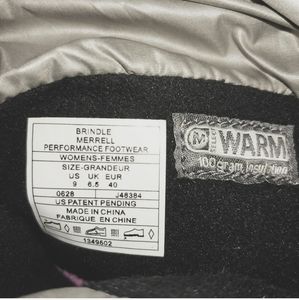 BRINDLE
MERRELL
PERFORMANCE FOOTWEAR
WOMENS-FEMMES
SIZE-GRANDEUR
US UK EUR
9 6.5 40
0628 J48384
US PATENT PENDING
MADE IN CHINA
FABRIQUE EN CHINE
1349502
M SELECT WARM
100 gram insulation